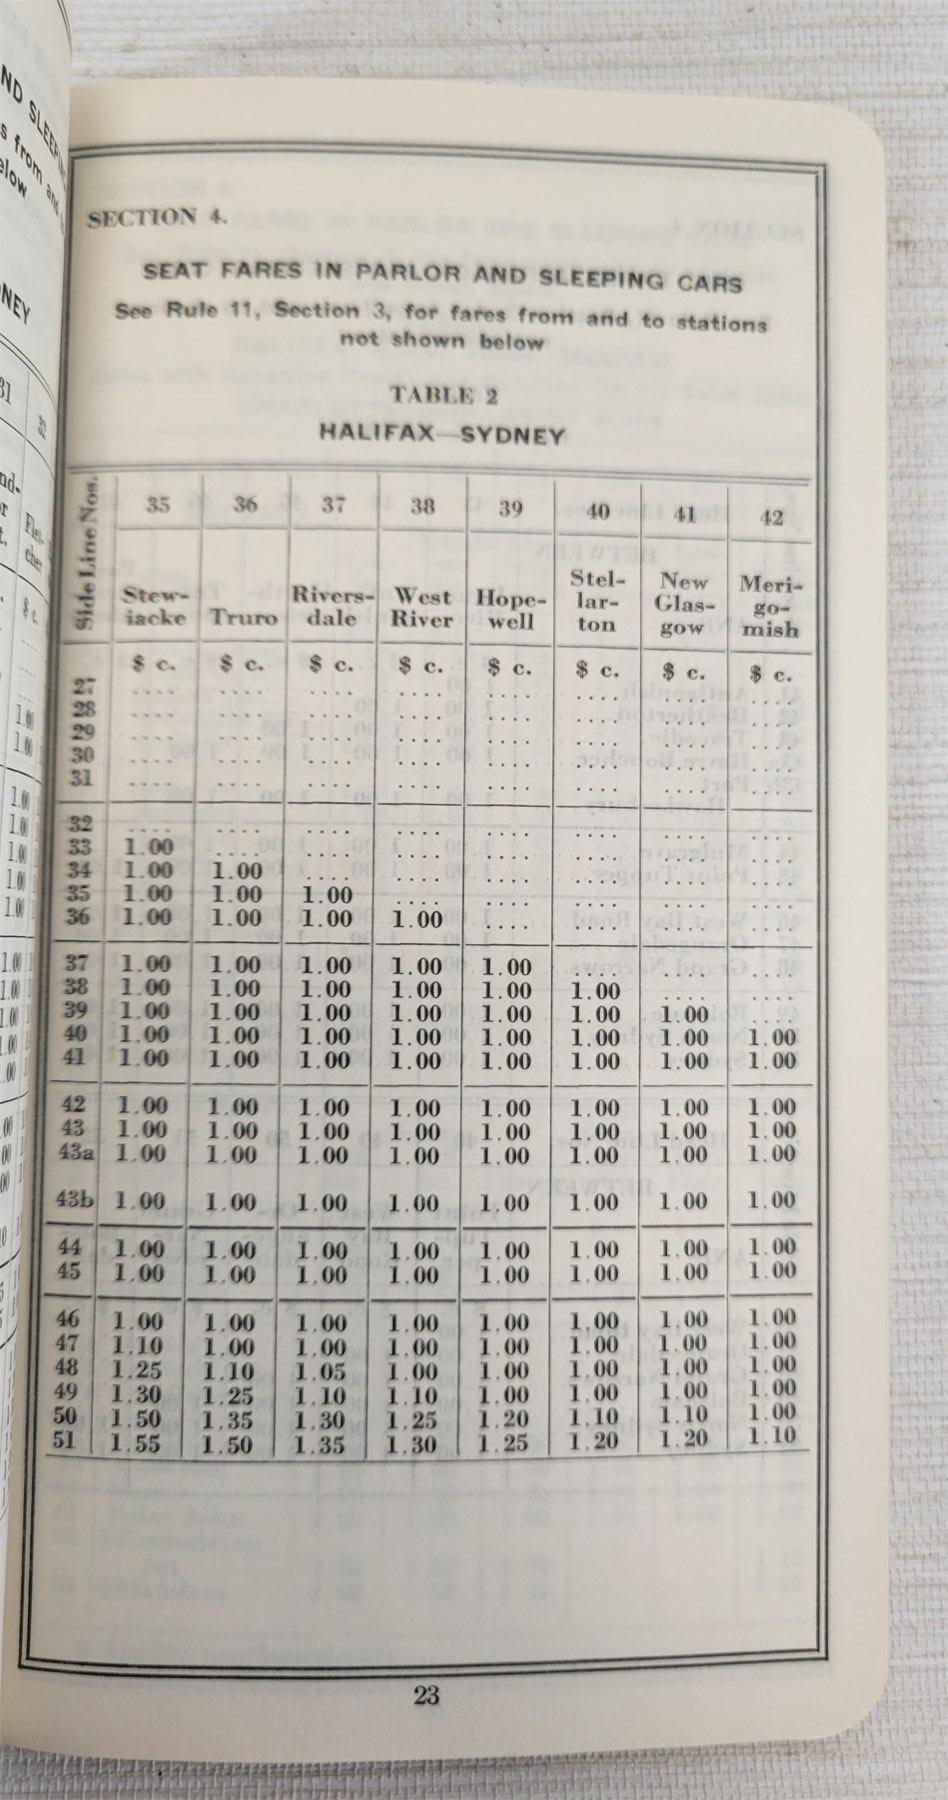 SECTION 4.
SEAT FARES IN PARLOR AND SLEEPING CARS
See Rule 11, Section 3, for fares from and to stations
not shown below
TABLE 2
HALIFAX—SYDNEY
Side Line Nos. 35 36 37 38 39 40 41 42
Stew-iacke Truro Rivers-dale West River Hope-well Stel-lar-ton New Glas-gow Meri-go-mish
$ c. $ c. $ c. $ c. $ c. $ c. $ c. $ c.
27 .... .... .... .... .... .... .... ....
28 .... .... .... .... .... .... .... ....
29 .... .... .... .... .... .... .... ....
30 .... .... .... .... .... .... .... ....
31 .... .... .... .... .... .... .... ....
32 .... .... .... .... .... .... .... ....
33 1.00 .... .... .... .... .... .... ....
34 1.00 1.00 .... .... .... .... .... ....
35 1.00 1.00 1.00 .... .... .... .... ....
36 1.00 1.00 1.00 1.00 .... .... .... ....
37 1.00 1.00 1.00 1.00 1.00 .... .... ....
38 1.00 1.00 1.00 1.00 1.00 1.00 .... ....
39 1.00 1.00 1.00 1.00 1.00 1.00 1.00 ....
40 1.00 1.00 1.00 1.00 1.00 1.00 1.00 1.00
41 1.00 1.00 1.00 1.00 1.00 1.00 1.00 1.00
42 1.00 1.00 1.00 1.00 1.00 1.00 1.00 1.00
43 1.00 1.00 1.00 1.00 1.00 1.00 1.00 1.00
43a 1.00 1.00 1.00 1.00 1.00 1.00 1.00 1.00
43b 1.00 1.00 1.00 1.00 1.00 1.00 1.00 1.00
44 1.00 1.00 1.00 1.00 1.00 1.00 1.00 1.00
45 1.00 1.00 1.00 1.00 1.00 1.00 1.00 1.00
46 1.00 1.00 1.00 1.00 1.00 1.00 1.00 1.00
47 1.10 1.00 1.00 1.00 1.00 1.00 1.00 1.00
48 1.25 1.10 1.05 1.00 1.00 1.00 1.00 1.00
49 1.30 1.25 1.10 1.10 1.00 1.00 1.00 1.00
50 1.50 1.35 1.30 1.25 1.20 1.10 1.10 1.00
51 1.55 1.50 1.35 1.30 1.25 1.20 1.20 1.10
23